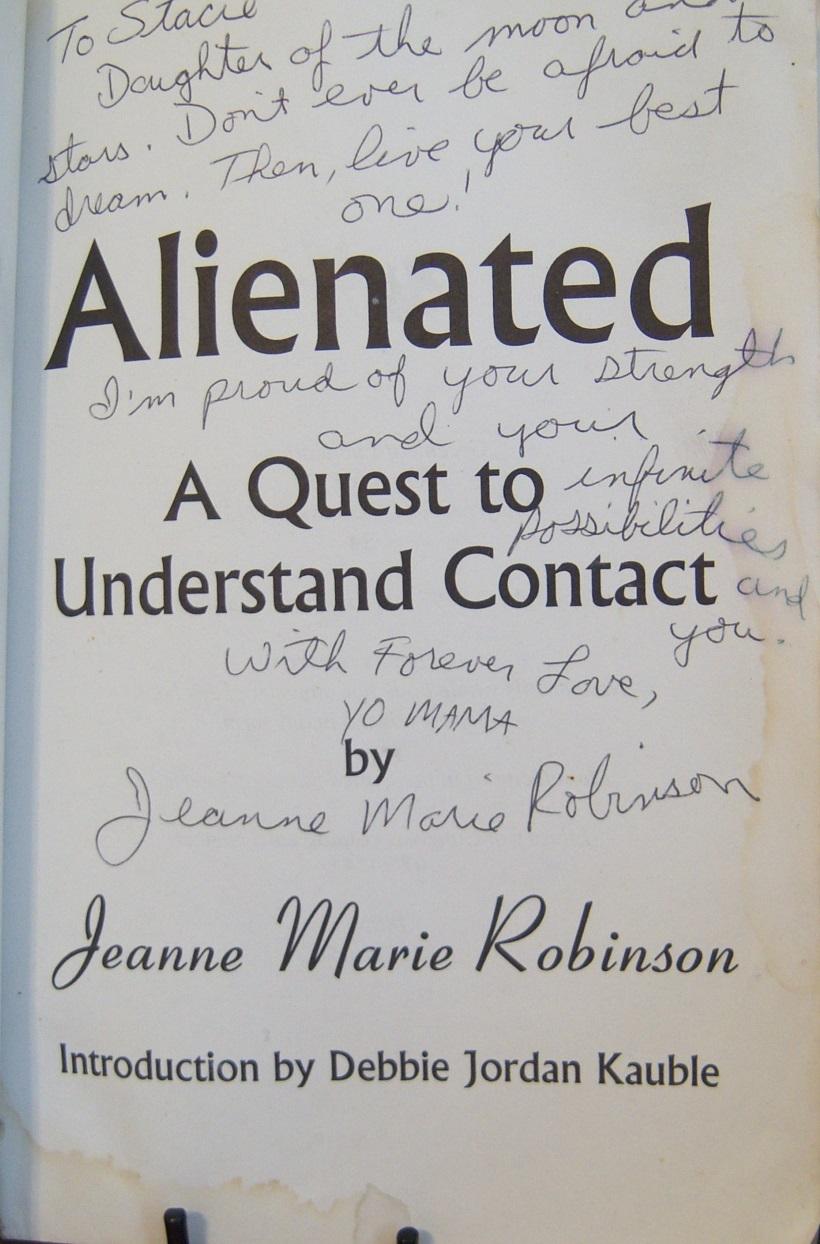 To Stacie
Daughter of the moon and
stars. Don't ever be afraid to
dream. Then, live your best
one!
Alienated
I'm proud of your strength
and your
A Quest to infinite
possibilities
Understand Contact and
you.
With Forever Love,
YO MAMA
by
Jeanne Marie Robinson
Jeanne Marie Robinson
Introduction by Debbie Jordan Kauble